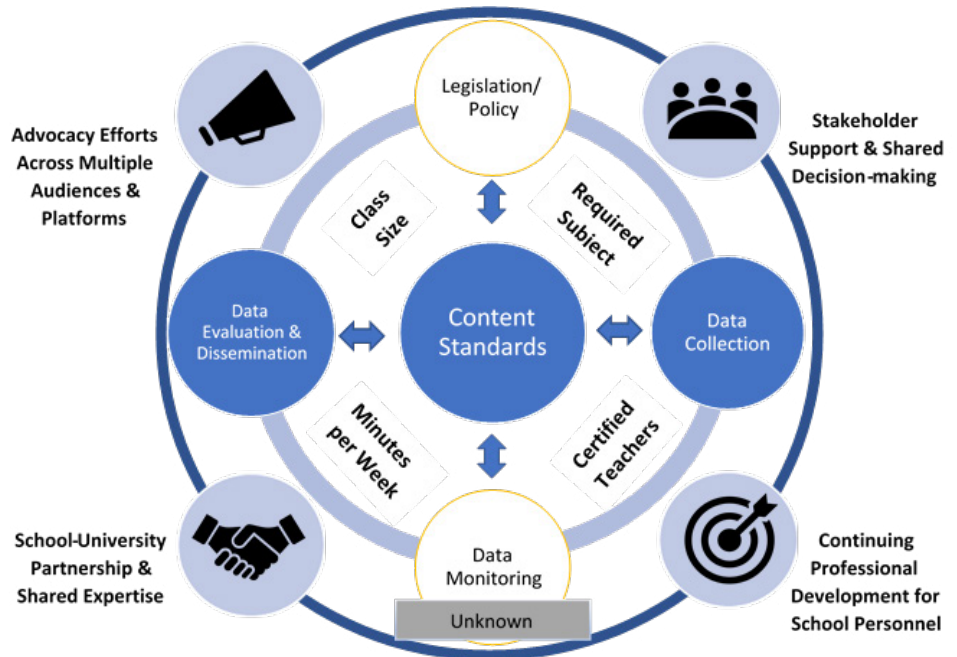 Legislation/
Policy
Advocacy Efforts
Across Multiple
Audiences &
Platforms
Stakeholder
Support & Shared
Decision-making
Class
Size
Required
Subject
Data
Evaluation &
Dissemination
Content
Standards
Data
Collection
Minutes
per Week
Certified
Teachers
School-University
Partnership &
Shared Expertise
Data
Monitoring
Unknown
Continuing
Professional
Development for
School Personnel